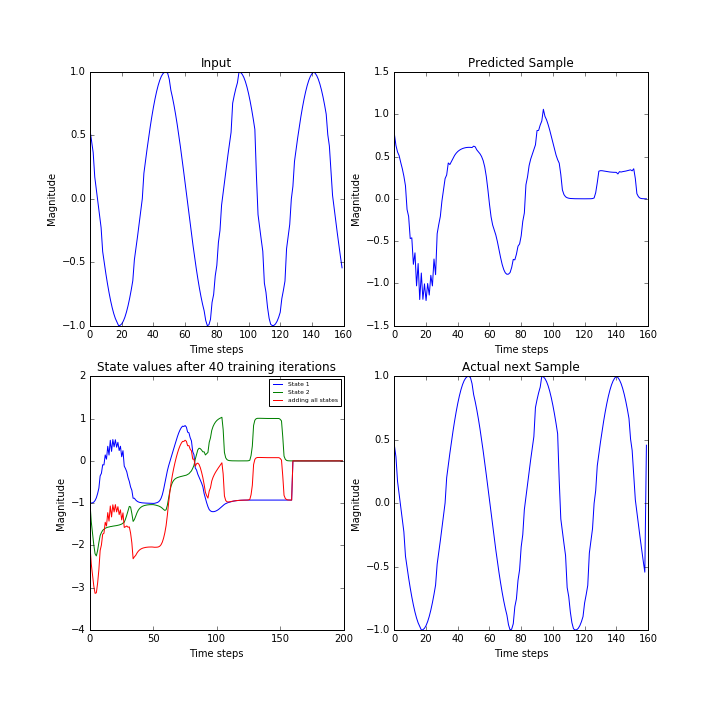 Input
1.0
0.5
0.0
−0.5
−1.0
Magnitude
0 20 40 60 80 100 120 140 160
Time steps
Predicted Sample
1.5
1.0
0.5
0.0
−0.5
−1.0
−1.5
Magnitude
0 20 40 60 80 100 120 140 160
Time steps
State values after 40 training iterations
2
1
0
−1
−2
−3
−4
Magnitude
State 1
State 2
adding all states
0 50 100 150 200
Time steps
Actual next Sample
1.0
0.5
0.0
−0.5
−1.0
Magnitude
0 20 40 60 80 100 120 140 160
Time steps